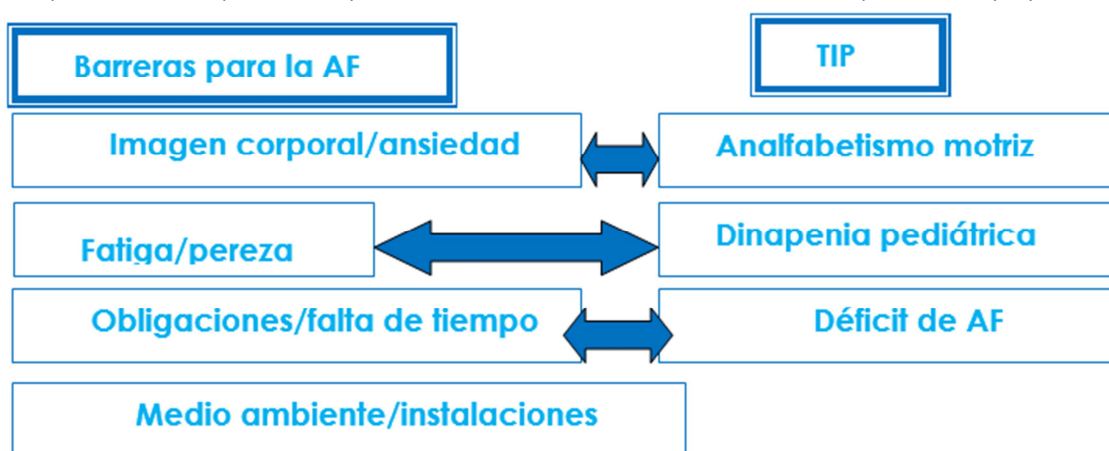 Barreras para la AF
TIP
Imagen corporal/ansiedad
Analfabetismo motriz
Fatiga/pereza
Dinapenia pediátrica
Obligaciones/falta de tiempo
Déficit de AF
Medio ambiente/instalaciones